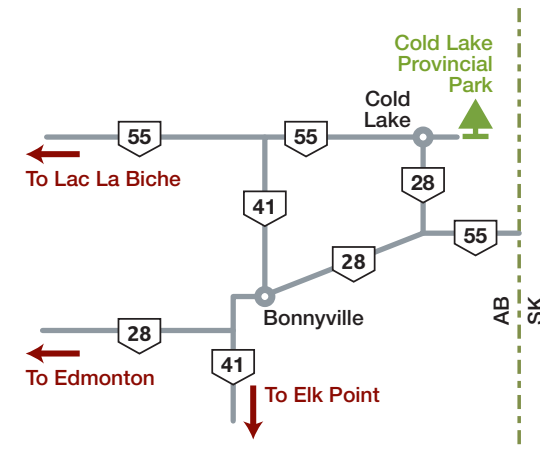 Cold Lake
Provincial
Park
Cold
Lake
55
55
To Lac La Biche
28
41
55
28
AB
SK
Bonnyville
28
To Edmonton
41
To Elk Point